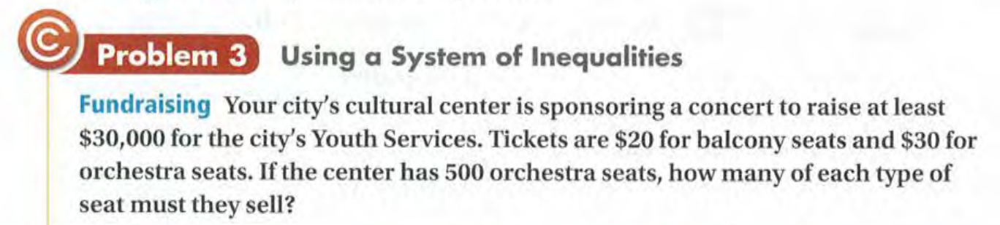 © Problem 3 Using a System of Inequalities
Fundraising Your city's cultural center is sponsoring a concert to raise at least
$30,000 for the city's Youth Services. Tickets are $20 for balcony seats and $30 for
orchestra seats. If the center has 500 orchestra seats, how many of each type of
seat must they sell?